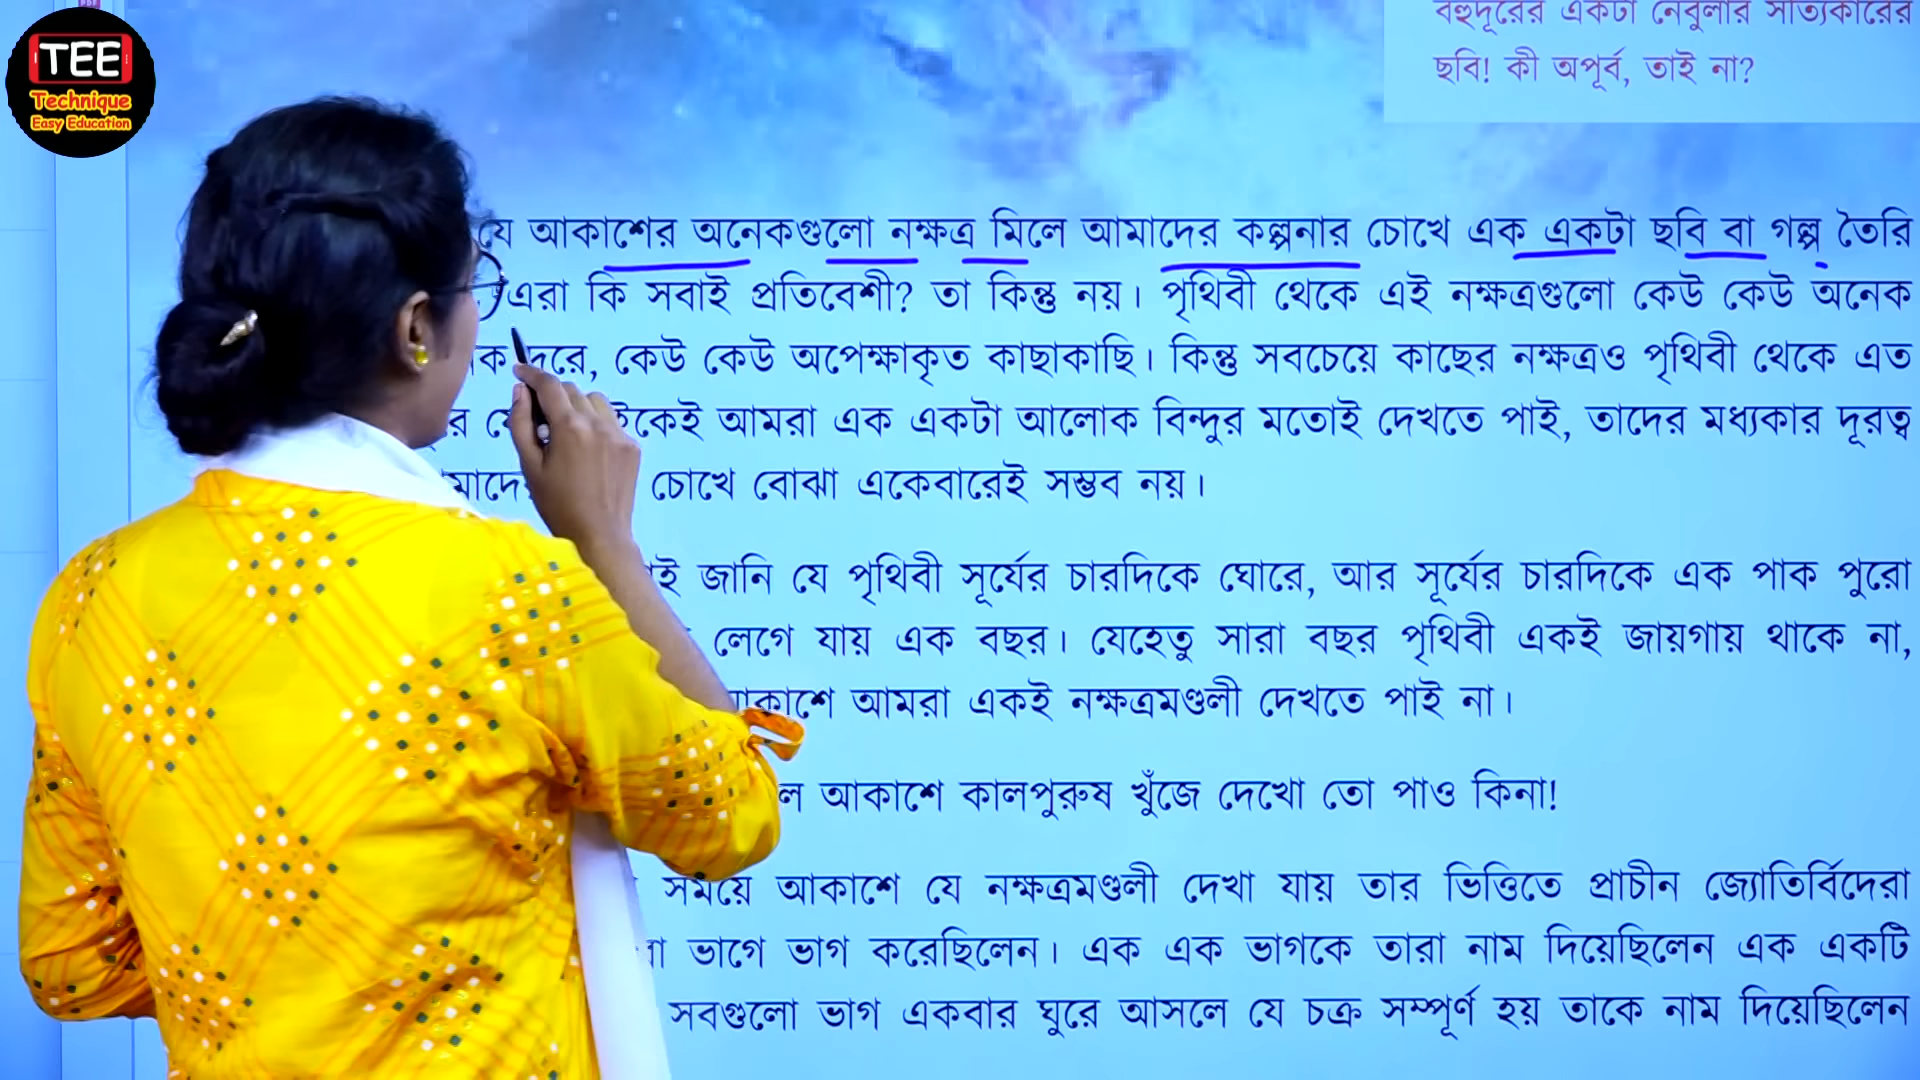 TEE
Technique
Easy Education
বহুদূরের একটা নেবুলার সত্যিকারের
ছবি! কী অপূর্ব, তাই না?
যে আকাশের অনেকগুলো নক্ষত্র মিলে আমাদের কল্পনার চোখে এক একটা ছবি বা গল্প তৈরি
এরা কি সবাই প্রতিবেশী? তা কিন্তু নয়। পৃথিবী থেকে এই নক্ষত্রগুলো কেউ কেউ অনেক
দূরে, কেউ কেউ অপেক্ষাকৃত কাছাকাছি। কিন্তু সবচেয়ে কাছের নক্ষত্রও পৃথিবী থেকে এত
আমরা এক একটা আলোক বিন্দুর মতোই দেখতে পাই, তাদের মধ্যকার দূরত্ব
চোখে বোঝা একেবারেই সম্ভব নয়।
জানি যে পৃথিবী সূর্যের চারদিকে ঘোরে, আর সূর্যের চারদিকে এক পাক পুরো
লেগে যায় এক বছর। যেহেতু সারা বছর পৃথিবী একই জায়গায় থাকে না,
আকাশে আমরা একই নক্ষত্রমণ্ডলী দেখতে পাই না।
আকাশে কালপুরুষ খুঁজে দেখো তো পাও কিনা!
সময়ে আকাশে যে নক্ষত্রমণ্ডলী দেখা যায় তার ভিত্তিতে প্রাচীন জ্যোতির্বিদেরা
ভাগে ভাগ করেছিলেন। এক এক ভাগকে তারা নাম দিয়েছিলেন এক একটি
সবগুলো ভাগ একবার ঘুরে আসলে যে চক্র সম্পূর্ণ হয় তাকে নাম দিয়েছিলেন